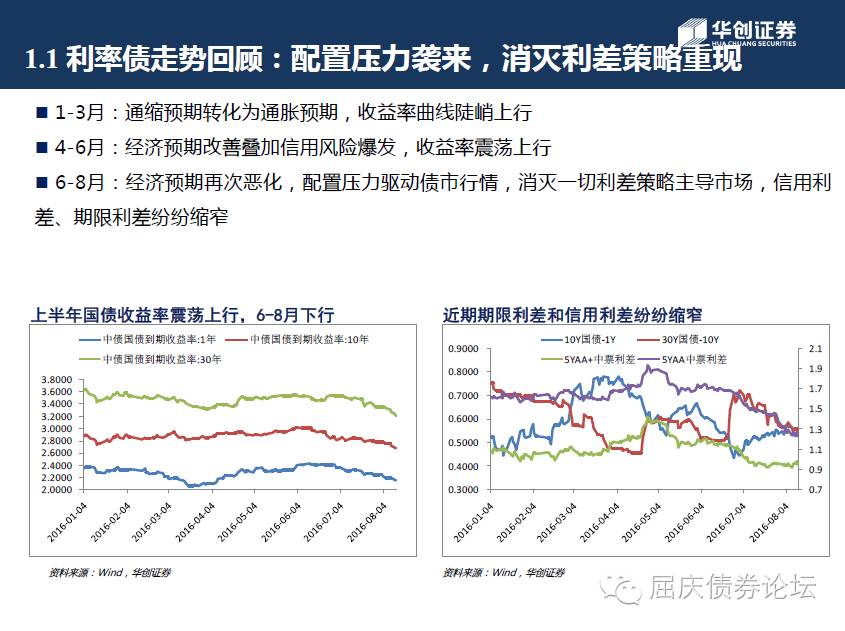 华创证券
HUA CHUANG SECURITIES
1.1 利率债走势回顾：配置压力袭来，消灭利差策略重现
■ 1-3月：通缩预期转化为通胀预期，收益率曲线陡峭上行
■ 4-6月：经济预期改善叠加信用风险爆发，收益率震荡上行
■ 6-8月：经济预期再次恶化，配置压力驱动债市行情，消灭一切利差策略主导市场，信用利
差、期限利差纷纷缩窄
上半年国债收益率震荡上行，6-8月下行
中债国债到期收益率:1年 中债国债到期收益率:10年
中债国债到期收益率:30年
3.8000
3.6000
3.4000
3.2000
3.0000
2.8000
2.6000
2.4000
2.2000
2.0000
2016-01-04
2016-02-04
2016-03-04
2016-04-04
2016-05-04
2016-06-04
2016-07-04
2016-08-04
资料来源：Wind，华创证券
近期期限利差和信用利差纷纷缩窄
10Y国债-1Y 30Y国债-10Y
5YAA+中票利差 5YAA中票利差
0.9000
0.8000
0.7000
0.6000
0.5000
0.4000
0.3000
2.1
1.9
1.7
1.5
1.3
1.1
0.9
0.7
2016-01-04
2016-02-04
2016-03-04
2016-04-04
2016-05-04
2016-06-04
2016-07-04
2016-08-04
资料来源：Wind，华创证券
屈庆债券论坛